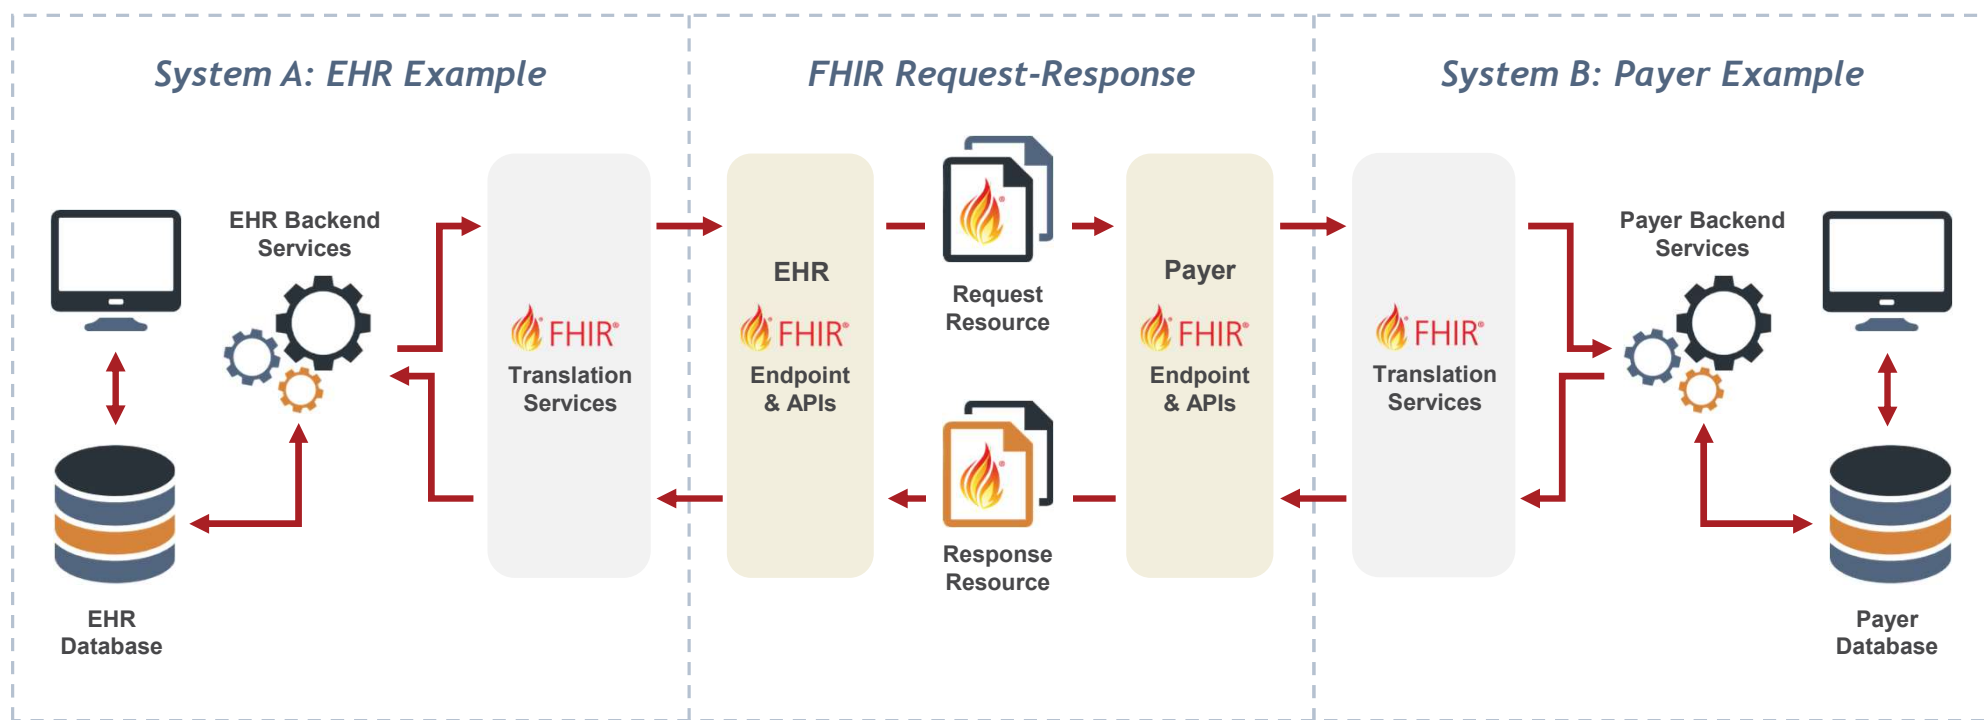 System A: EHR Example
FHIR Request-Response
System B: Payer Example
EHR Backend
Services
EHR
Database
FHIR®
Translation
Services
EHR
FHIR®
Endpoint
& APIs
Request
Resource
Response
Resource
Payer
FHIR®
Endpoint
& APIs
FHIR®
Translation
Services
Payer Backend
Services
Payer
Database